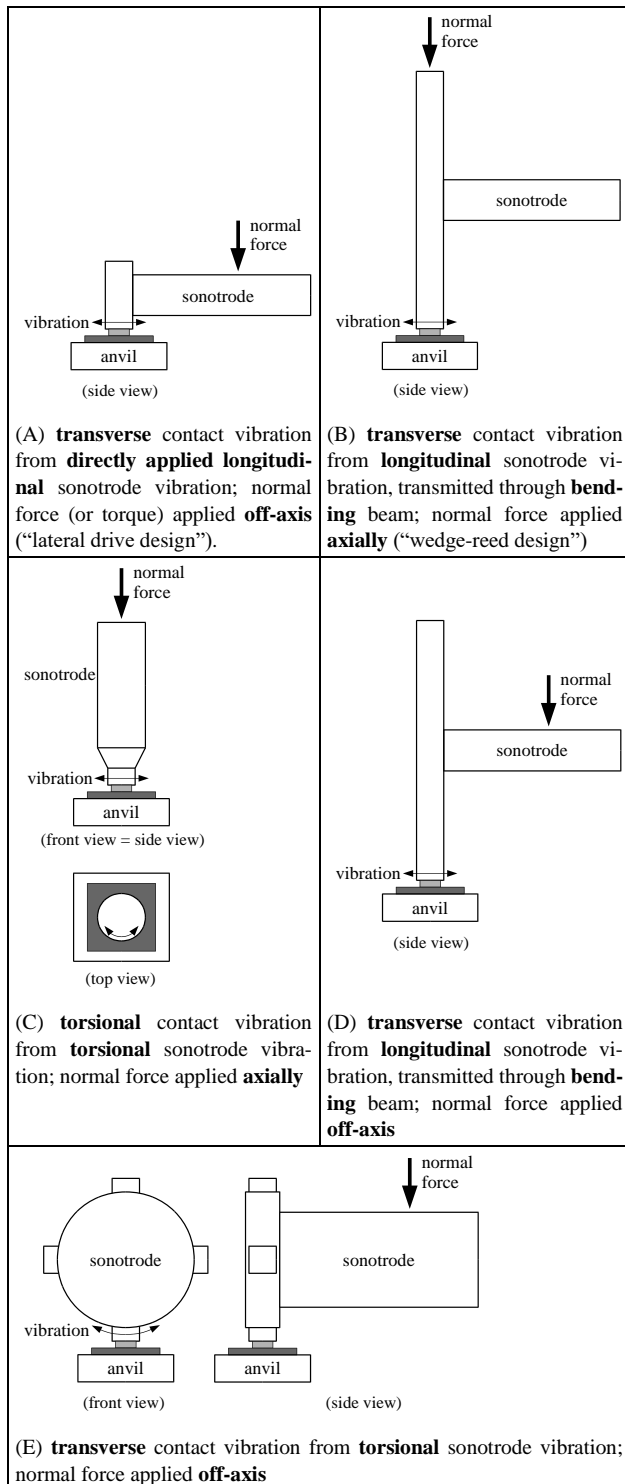 normal
force
sonotrode
vibration
anvil
(side view)
(A) transverse contact vibration
from directly applied longitudi-
nal sonotrode vibration; normal
force (or torque) applied off-axis
(“lateral drive design”).
normal
force
sonotrode
vibration
anvil
(side view)
(B) transverse contact vibration
from longitudinal sonotrode vi-
bration, transmitted through bend-
ing beam; normal force applied
axially (“wedge-reed design”)
normal
force
sonotrode
vibration
anvil
(front view = side view)
(top view)
(C) torsional contact vibration
from torsional sonotrode vibra-
tion; normal force applied axially
normal
force
sonotrode
vibration
anvil
(side view)
(D) transverse contact vibration
from longitudinal sonotrode vi-
bration, transmitted through bend-
ing beam; normal force applied
off-axis
normal
force
sonotrode
sonotrode
vibration
anvil
anvil
(front view)
(side view)
(E) transverse contact vibration from torsional sonotrode vibration;
normal force applied off-axis